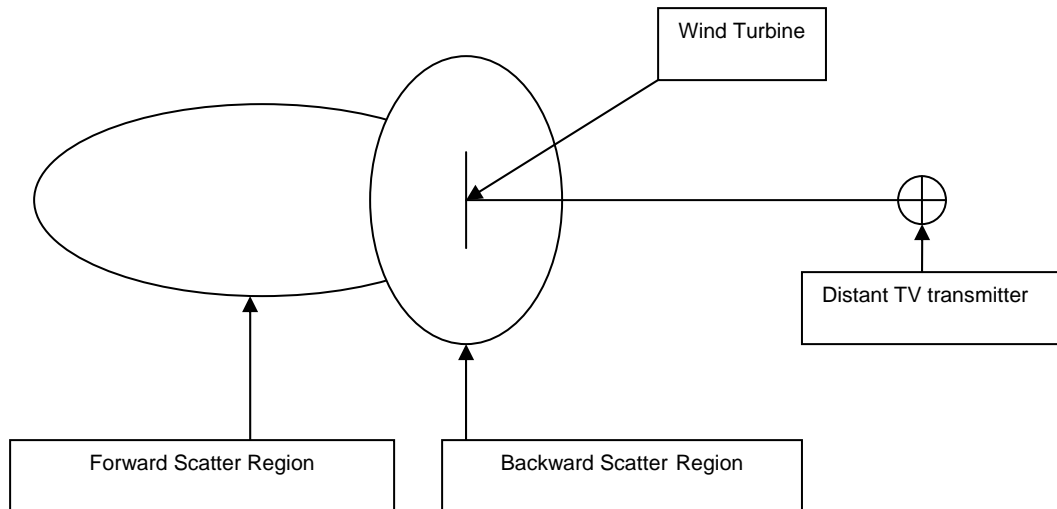 Wind Turbine
Distant TV transmitter
Forward Scatter Region
Backward Scatter Region